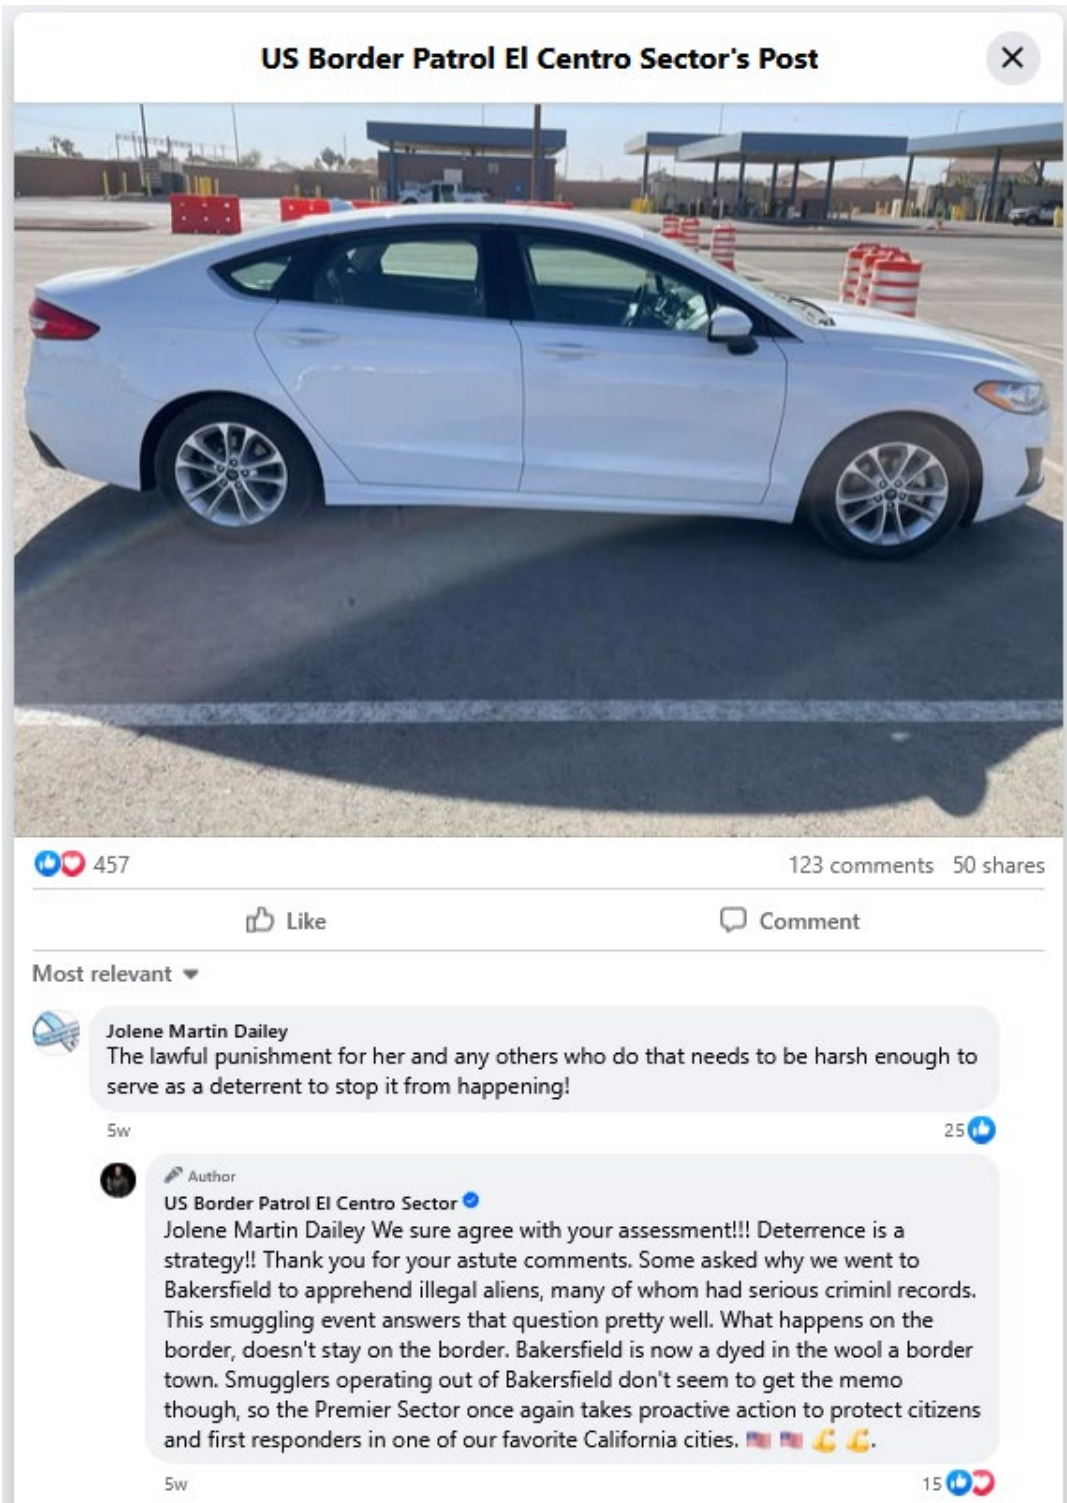 US Border Patrol El Centro Sector's Post
457
123 comments 50 shares
Like
Comment
Most relevant
Jolene Martin Dailey
The lawful punishment for her and any others who do that needs to be harsh enough to
serve as a deterrent to stop it from happening!
5w
25
Author
US Border Patrol El Centro Sector
Jolene Martin Dailey We sure agree with your assessment!!! Deterrence is a
strategy!! Thank you for your astute comments. Some asked why we went to
Bakersfield to apprehend illegal aliens, many of whom had serious criminl records.
This smuggling event answers that question pretty well. What happens on the
border, doesn't stay on the border. Bakersfield is now a dyed in the wool a border
town. Smugglers operating out of Bakersfield don't seem to get the memo
though, so the Premier Sector once again takes proactive action to protect citizens
and first responders in one of our favorite California cities. 🇺🇸 🇺🇸 💪 💪.
5w
15